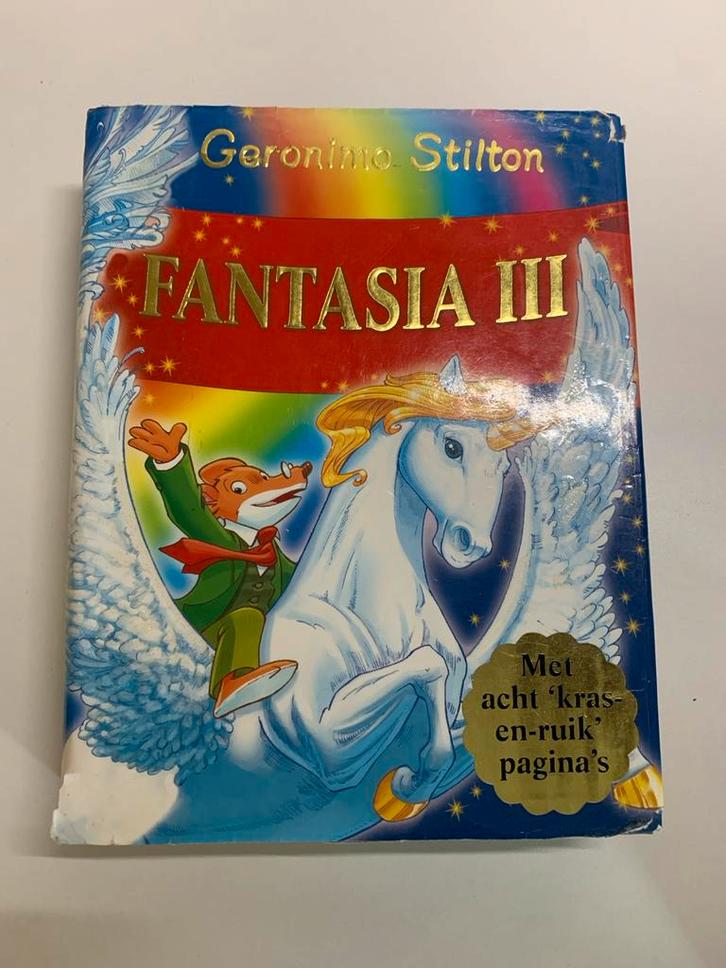 Geronimo Stilton
FANTASIA III
Met
acht ‘kras-
en-ruik’
pagina’s